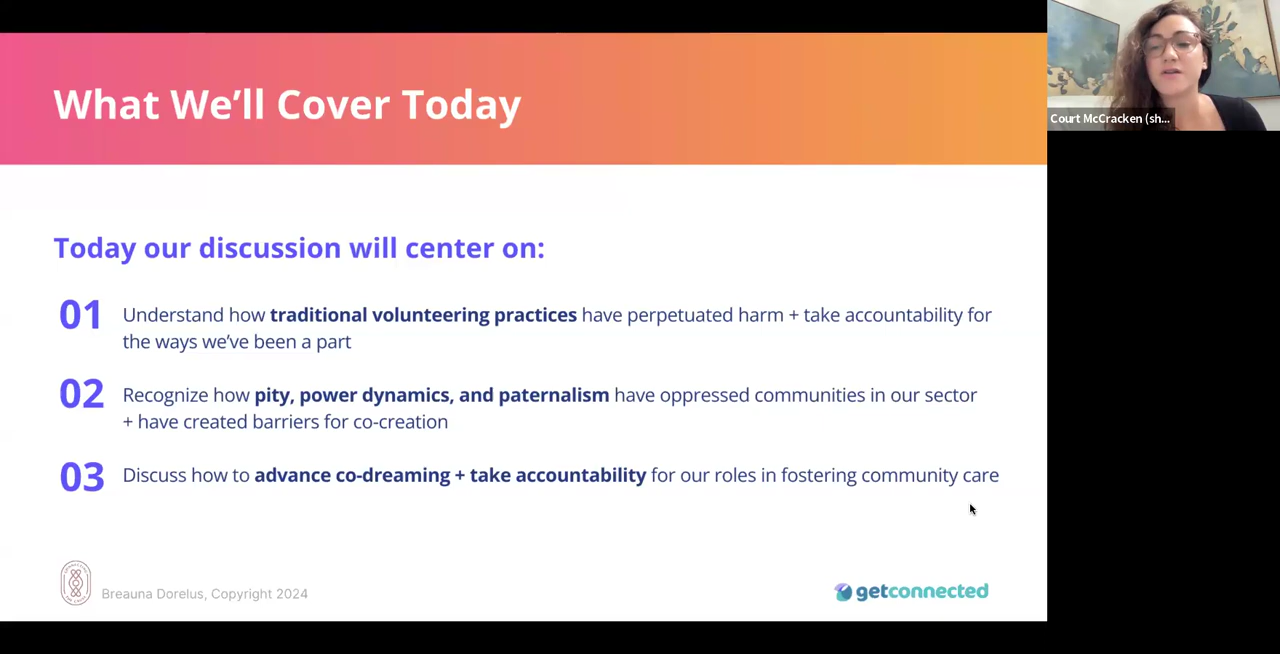 What We’ll Cover Today
Court McCracken (sh...
Today our discussion will center on:
01
Understand how traditional volunteering practices have perpetuated harm + take accountability for
the ways we’ve been a part
02
Recognize how pity, power dynamics, and paternalism have oppressed communities in our sector
+ have created barriers for co-creation
03
Discuss how to advance co-dreaming + take accountability for our roles in fostering community care
Breauna Dorelus, Copyright 2024
getconnected